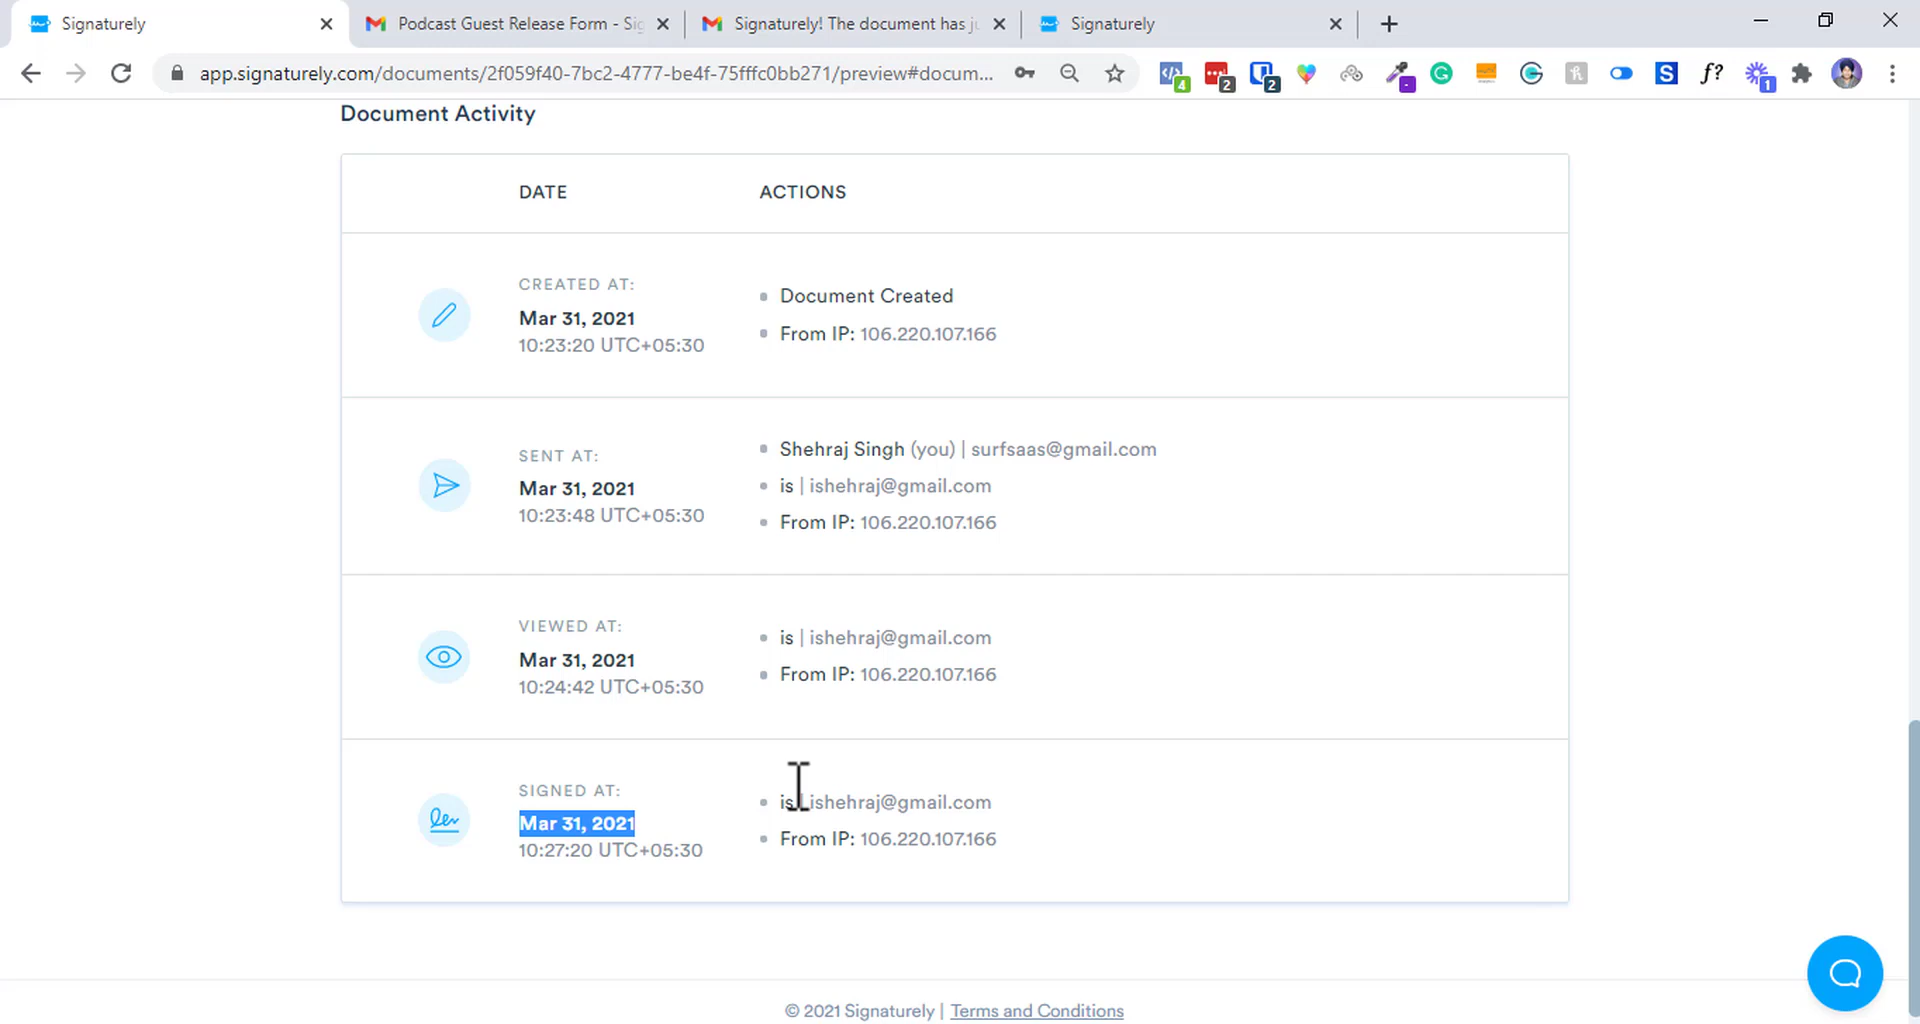 Signaturely
Podcast Guest Release Form - Sig
Signaturely! The document has ju
Signaturely
app.signaturely.com/documents/2f059f40-7bc2-4777-be4f-75fffc0bb271/preview#docum...
4
2
2
1
f?
Document Activity
DATE
ACTIONS
CREATED AT:
Mar 31, 2021
10:23:20 UTC+05:30
Document Created
From IP: 106.220.107.166
SENT AT:
Mar 31, 2021
10:23:48 UTC+05:30
Shehraj Singh (you) | surfsaas@gmail.com
is | ishehraj@gmail.com
From IP: 106.220.107.166
VIEWED AT:
Mar 31, 2021
10:24:42 UTC+05:30
is | ishehraj@gmail.com
From IP: 106.220.107.166
SIGNED AT:
Mar 31, 2021
10:27:20 UTC+05:30
is | ishehraj@gmail.com
From IP: 106.220.107.166
© 2021 Signaturely | Terms and Conditions